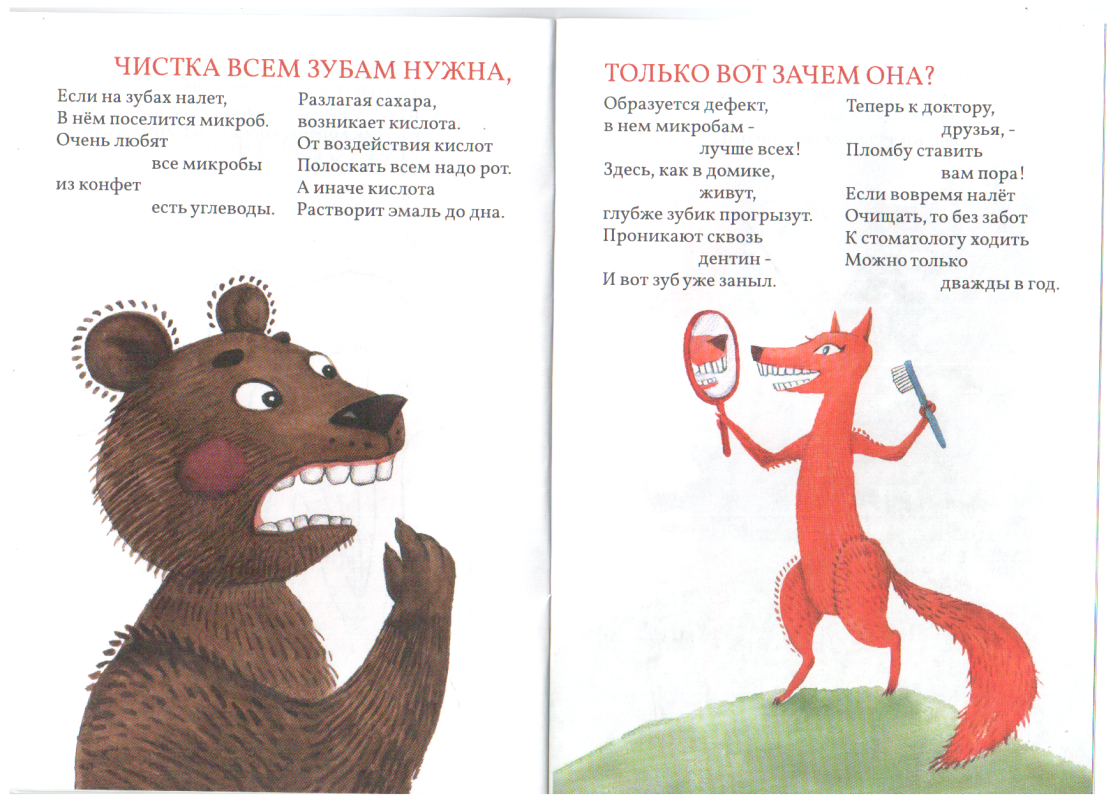 ЧИСТКА ВСЕМ ЗУБАМ НУЖНА,
Если на зубах налет,
В нём поселится микроб.
Очень любят
все микробы
из конфет
есть углеводы.
Разлагая сахара,
возникает кислота.
От воздействия кислот
Полоскать всем надо рот.
А иначе кислота
Растворит эмаль до дна.
ТОЛЬКО ВОТ ЗАЧЕМ ОНА?
Образуется дефект,
в нем микробам -
лучше всех!
Здесь, как в домике,
живут,
глубже зубик прогрызут.
Проникают сквозь
дентин -
И вот зуб уже заныл.
Теперь к доктору,
друзья, -
Пломбу ставить
вам пора!
Если вовремя налёт
Очищать, то без забот
К стоматологу ходить
Можно только
дважды в год.